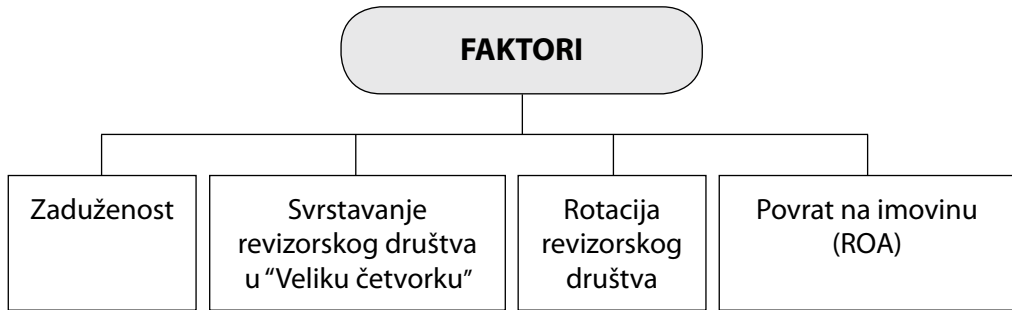 FAKTORI
Zaduženost
Svrstavanje
revizorskog društva
u “Veliku četvorku”
Rotacija
revizorskog
društva
Povrat na imovinu
(ROA)